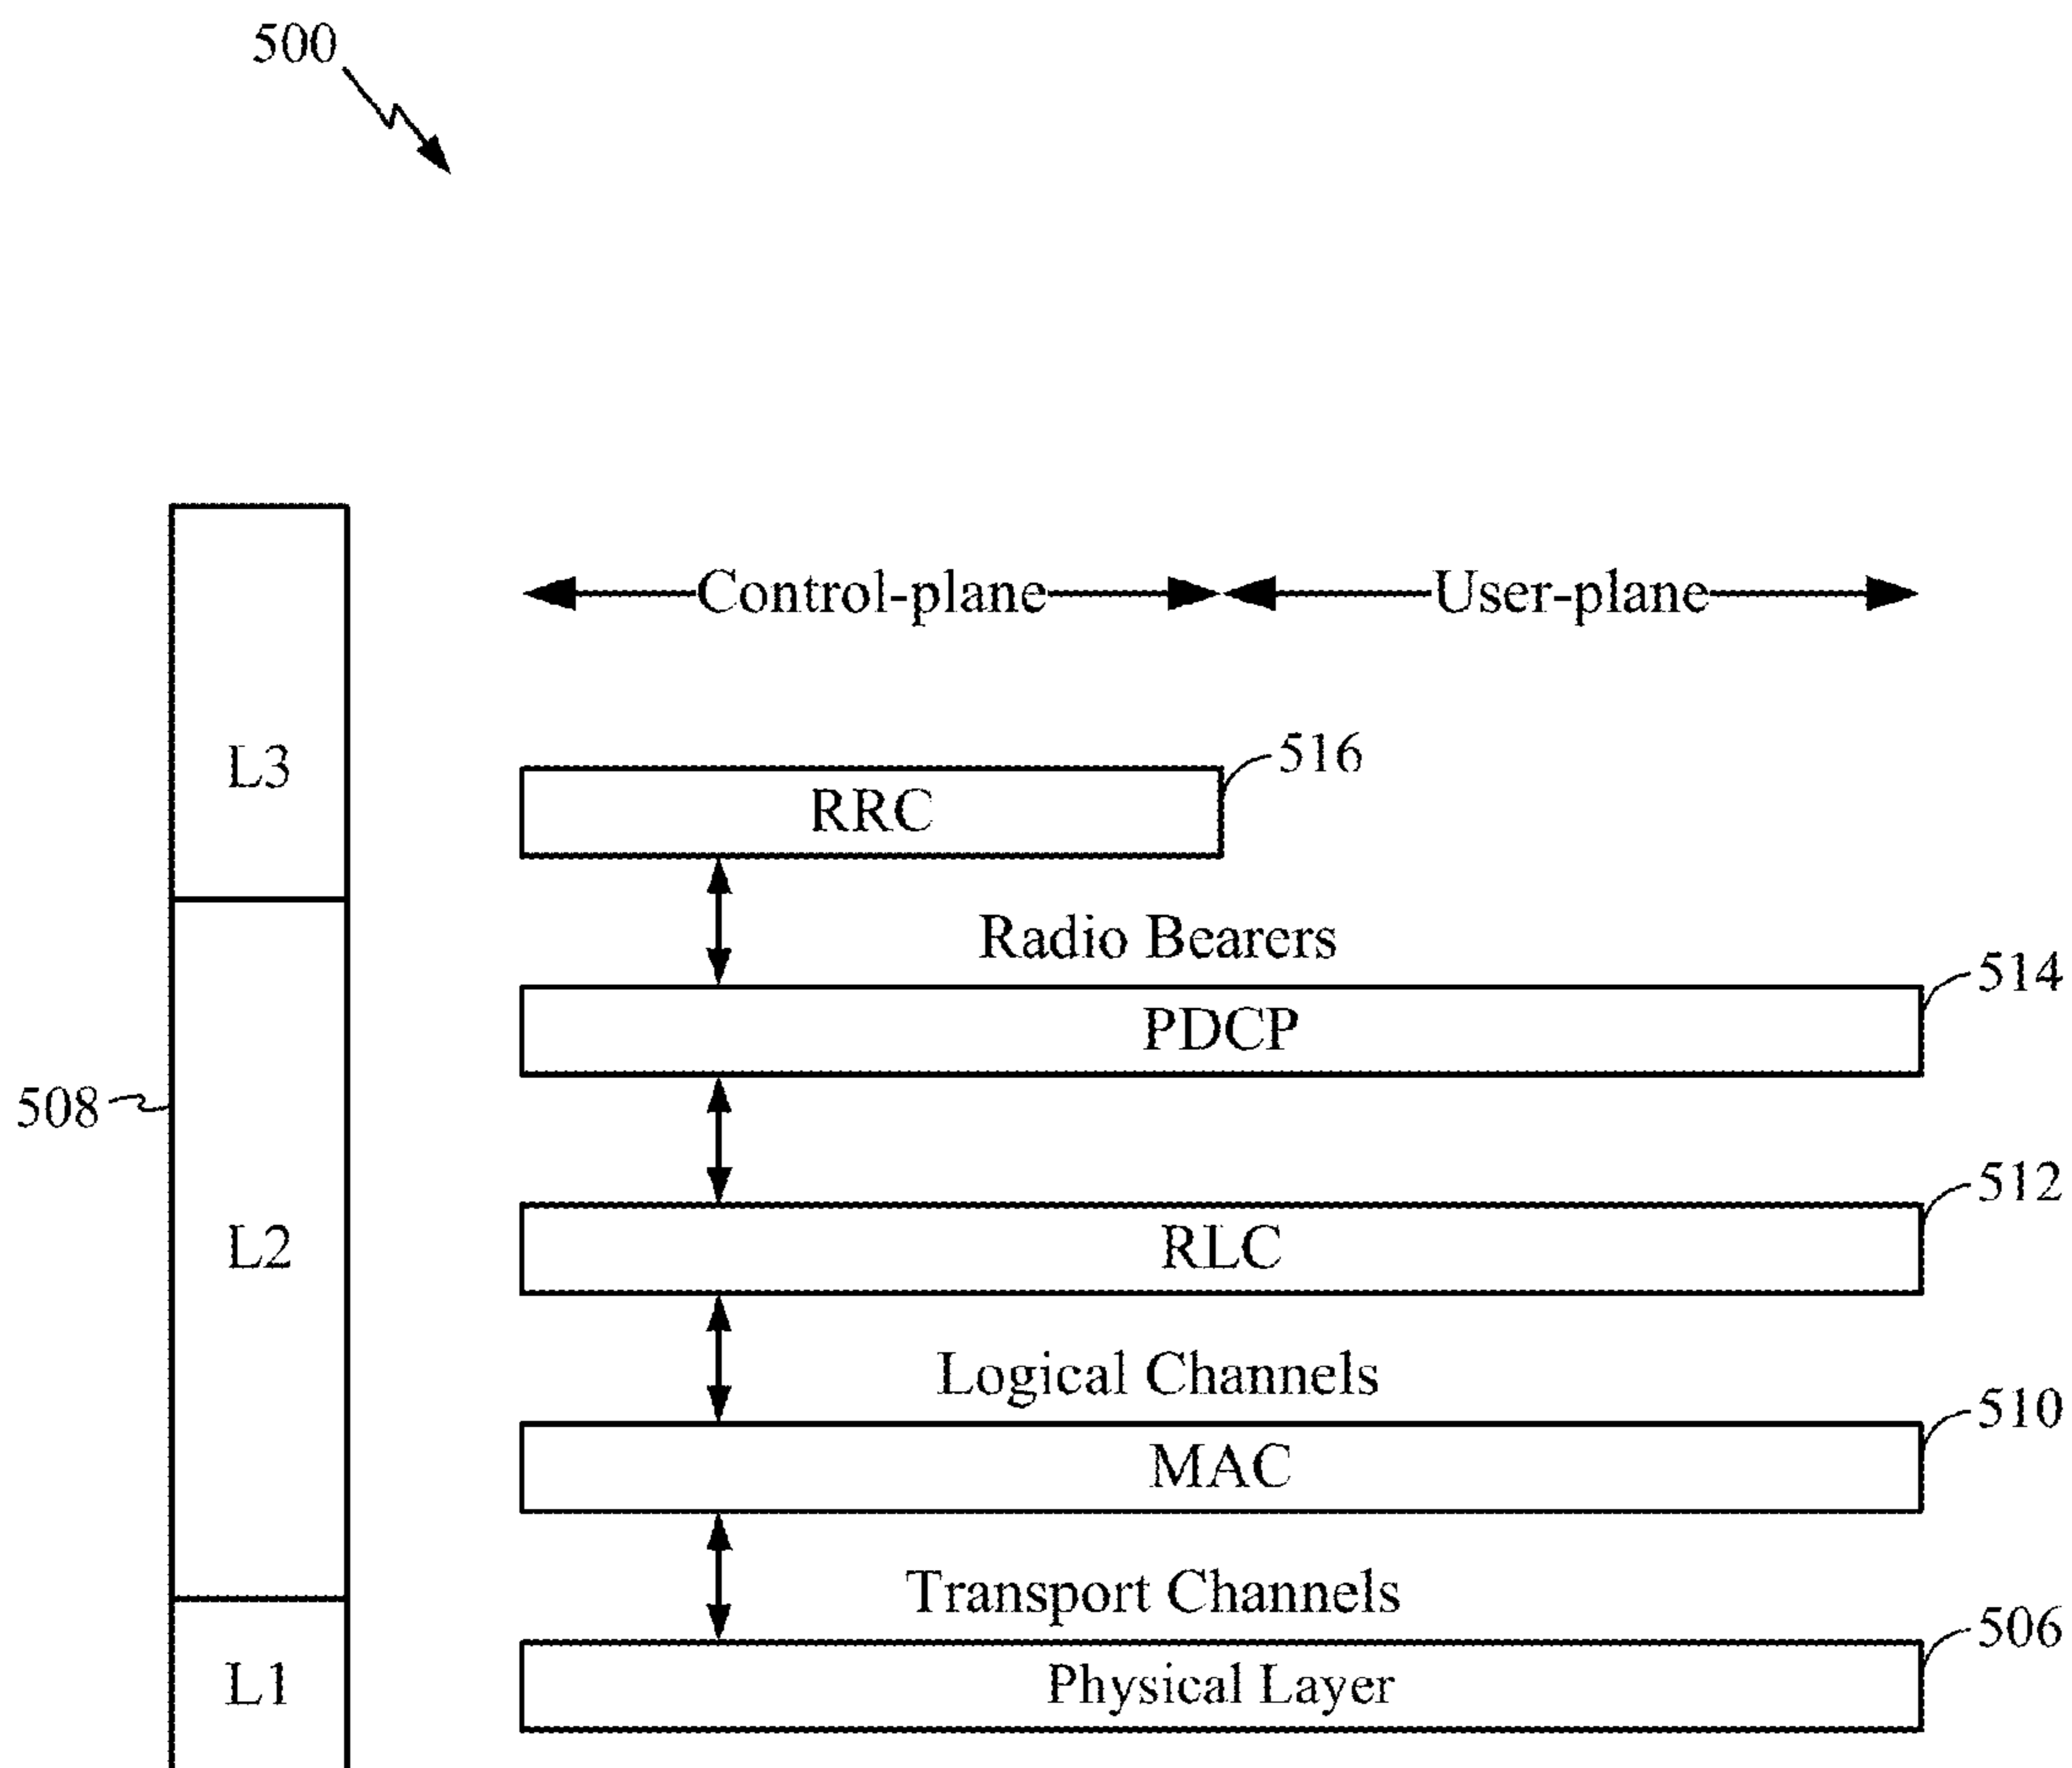 500
Control-plane User-plane
L3
516
RRC
Radio Bearers
514
PDCP
508
512
L2
RLC
Logical Channels
510
MAC
Transport Channels
506
L1
Physical Layer